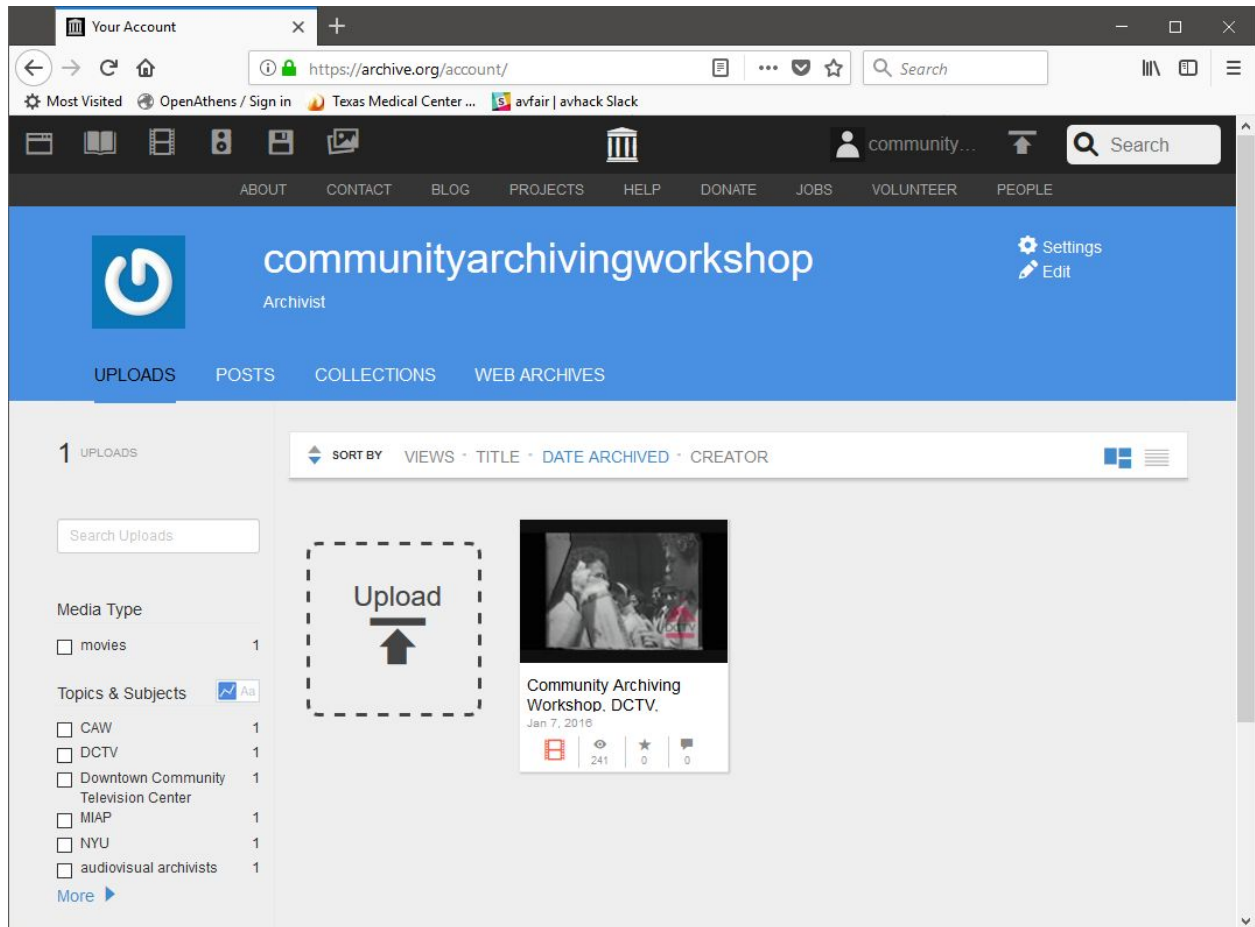 Your Account
https://archive.org/account/
Search
Most Visited OpenAthens / Sign in Texas Medical Center ... avfair | avhack Slack
community... Search
ABOUT CONTACT BLOG PROJECTS HELP DONATE JOBS VOLUNTEER PEOPLE
communityarchivingworkshop
Archivist
Settings
Edit
UPLOADS POSTS COLLECTIONS WEB ARCHIVES
1 UPLOADS
SORT BY VIEWS · TITLE · DATE ARCHIVED · CREATOR
Search Uploads
Media Type
movies 1
Topics & Subjects Aa
CAW 1
DCTV 1
Downtown Community 1
Television Center
MIAP 1
NYU 1
audiovisual archivists 1
More
Upload
DCTV
Community Archiving
Workshop, DCTV,
Jan 7, 2016
241 0 0